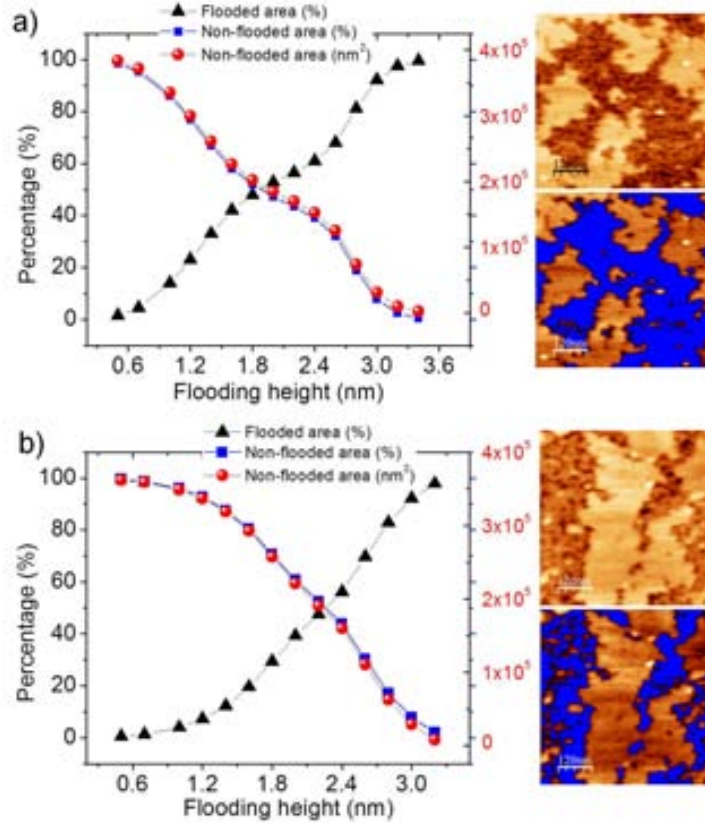 a)
Flooded area (%)
Non-flooded area (%)
Non-flooded area (nm²)
Percentage (%)
100
80
60
40
20
0
4x10⁵
3x10⁵
2x10⁵
1x10⁵
0
0.6 1.2 1.8 2.4 3.0 3.6
Flooding height (nm)
b)
Flooded area (%)
Non-flooded area (%)
Non-flooded area (nm²)
Percentage (%)
100
80
60
40
20
0
4x10⁵
3x10⁵
2x10⁵
1x10⁵
0
0.6 1.2 1.8 2.4 3.0
Flooding height (nm)
120nm